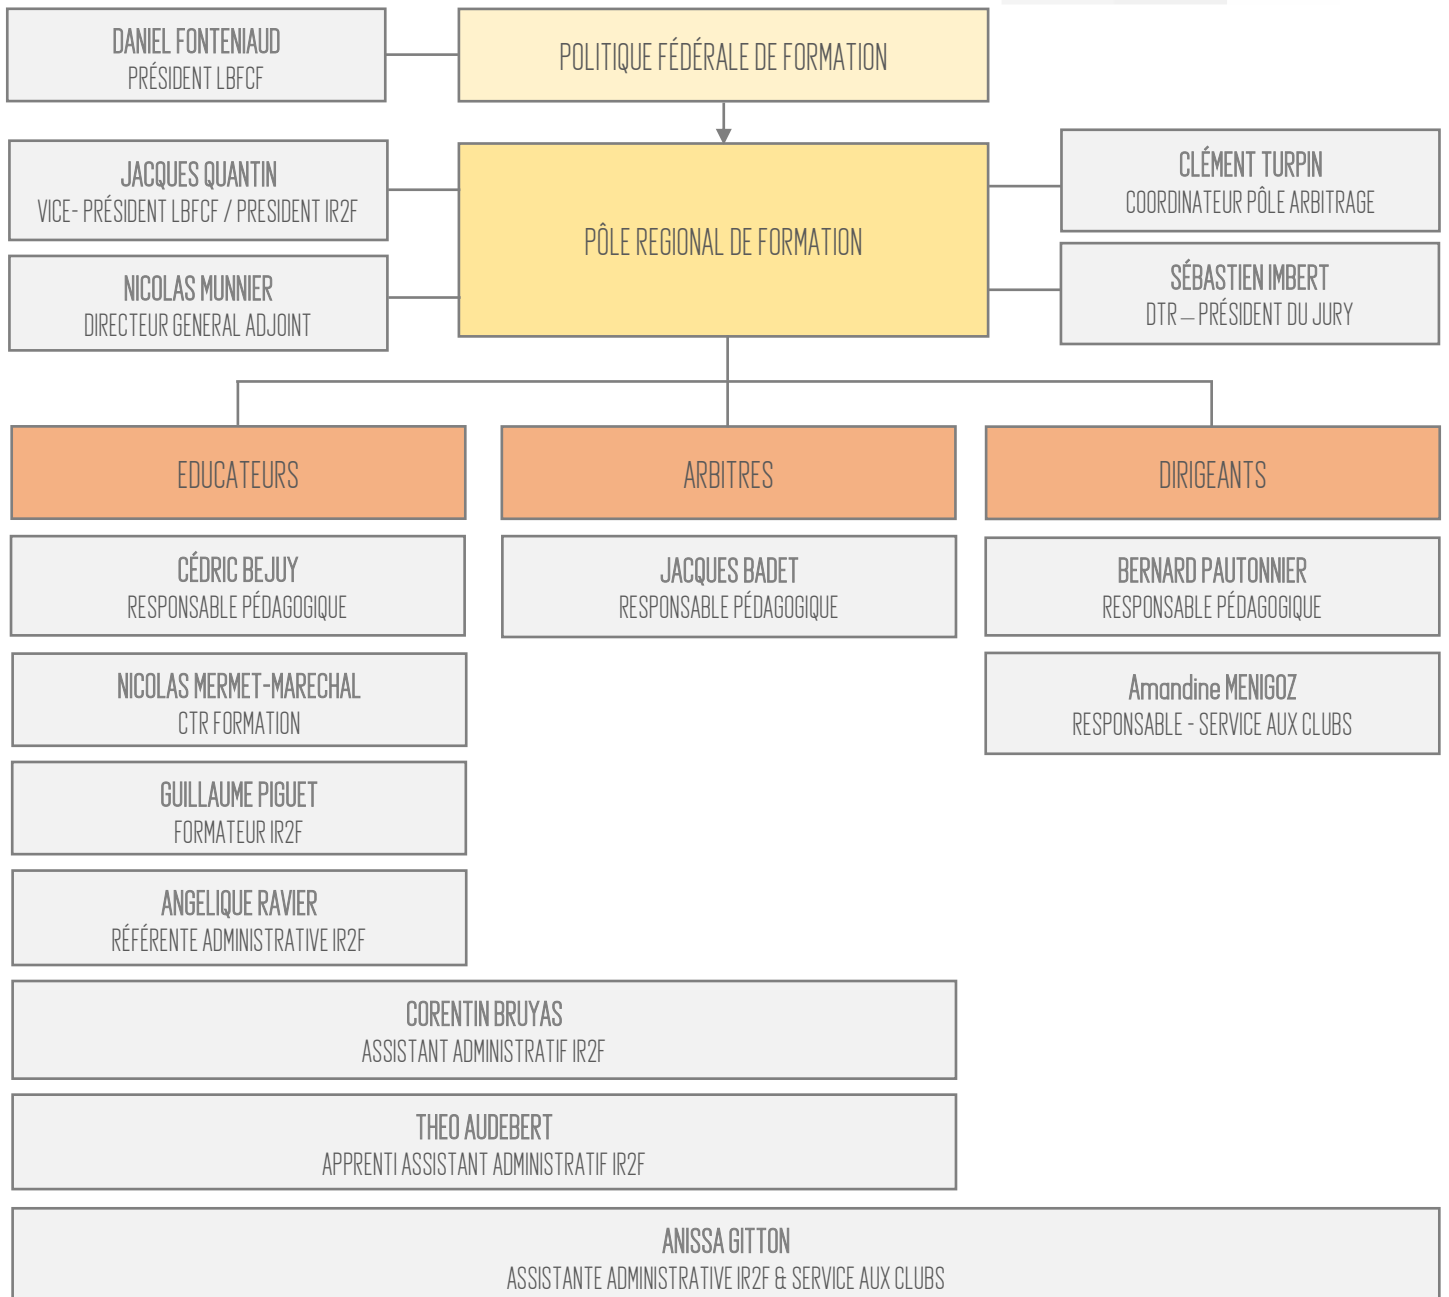 DANIEL FONTENIAUD
PRÉSIDENT LBFCF
POLITIQUE FÉDÉRALE DE FORMATION
JACQUES QUANTIN
VICE- PRÉSIDENT LBFCF / PRESIDENT IR2F
NICOLAS MUNNIER
DIRECTEUR GENERAL ADJOINT
PÔLE REGIONAL DE FORMATION
CLÉMENT TURPIN
COORDINATEUR PÔLE ARBITRAGE
SÉBASTIEN IMBERT
DTR – PRÉSIDENT DU JURY
EDUCATEURS
ARBITRES
DIRIGEANTS
CÉDRIC BEJUY
RESPONSABLE PÉDAGOGIQUE
JACQUES BADET
RESPONSABLE PÉDAGOGIQUE
BERNARD PAUTONNIER
RESPONSABLE PÉDAGOGIQUE
NICOLAS MERMET-MARECHAL
CTR FORMATION
Amandine MENIGOZ
RESPONSABLE - SERVICE AUX CLUBS
GUILLAUME PIGUET
FORMATEUR IR2F
ANGELIQUE RAVIER
RÉFÉRENTE ADMINISTRATIVE IR2F
CORENTIN BRUYAS
ASSISTANT ADMINISTRATIF IR2F
THEO AUDEBERT
APPRENTI ASSISTANT ADMINISTRATIF IR2F
ANISSA GITTON
ASSISTANTE ADMINISTRATIVE IR2F & SERVICE AUX CLUBS